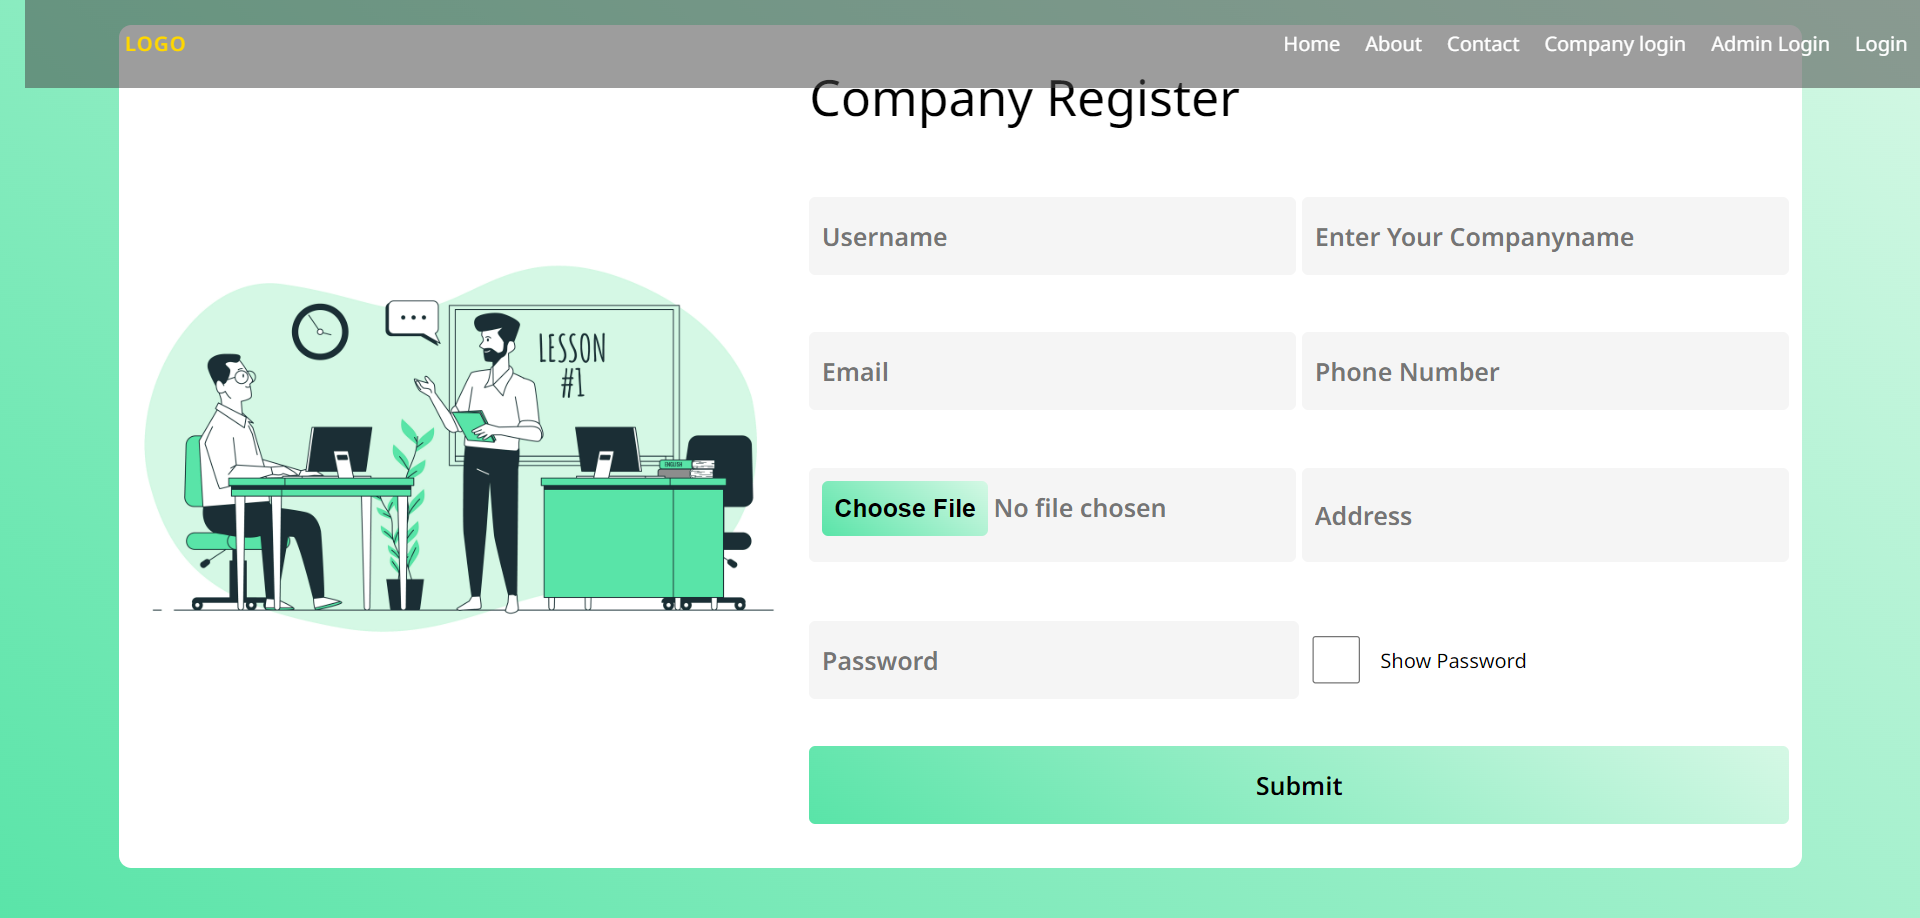 LOGO Home About Contact Company login Admin Login Login
Company Register
Username Enter Your Companyname
Email Phone Number
LESSON
#1
ENGLISH
Choose File No file chosen Address
Password Show Password
Submit